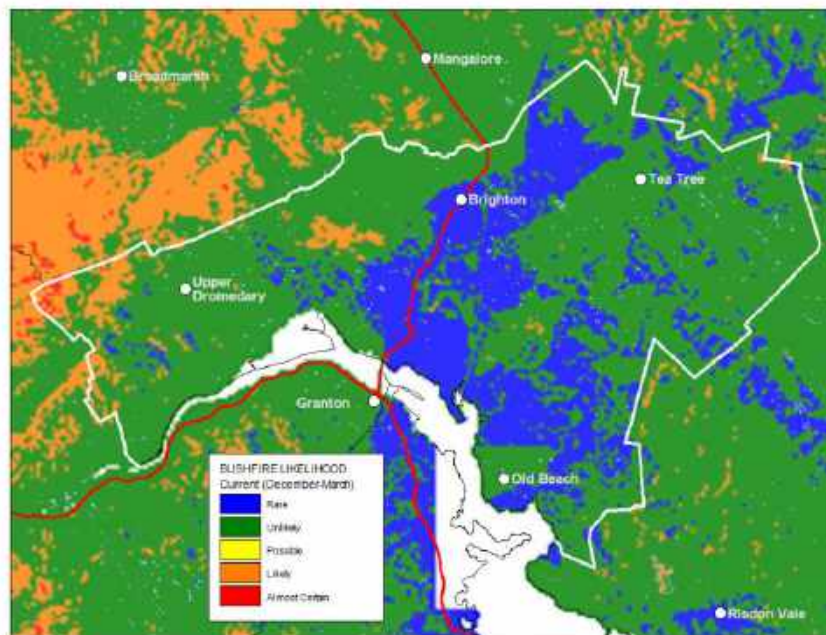 Mangalore
Broadmarsh
Tea Tree
Brighton
Upper
Dromedary
Granton
Old Beach
Risdon Vale
BUSHFIRE LIKELIHOOD
Current (December-March)
Rare
Unlikely
Possible
Likely
Almost Certain